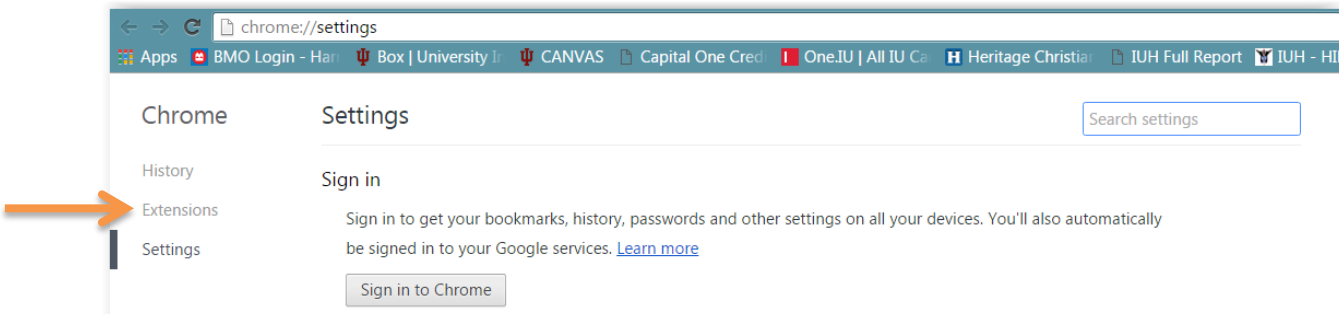 chrome://settings
Apps BMO Login - Harr Box | University In CANVAS Capital One Credi One.IU | All IU Ca Heritage Christian IUH Full Report IUH - HI
Chrome Settings Search settings
History
Sign in
Extensions
Sign in to get your bookmarks, history, passwords and other settings on all your devices. You'll also automatically
Settings be signed in to your Google services. Learn more
Sign in to Chrome